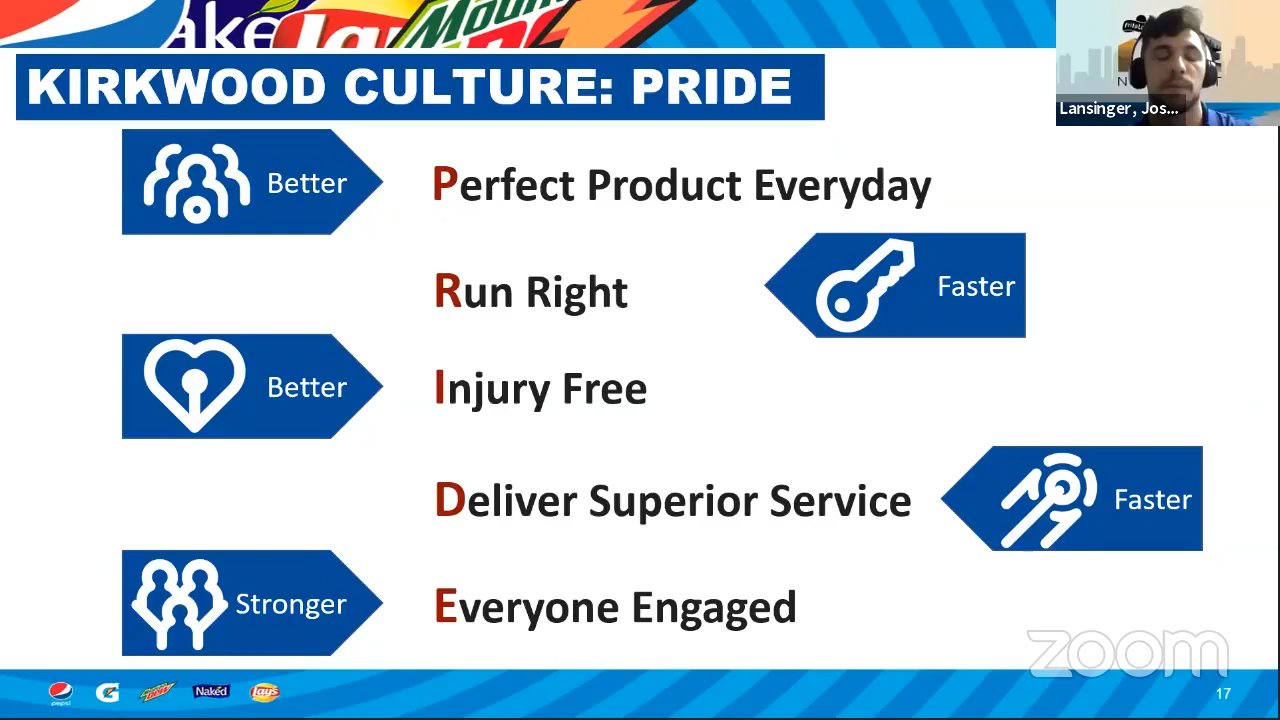 Mountain
KIRKWOOD CULTURE: PRIDE
Lansinger, Jos...
Better
Perfect Product Everyday
Run Right
Faster
Better
Injury Free
Deliver Superior Service
Faster
Stronger
Everyone Engaged
zoom
pepsi
G
Naked
Lay's
17